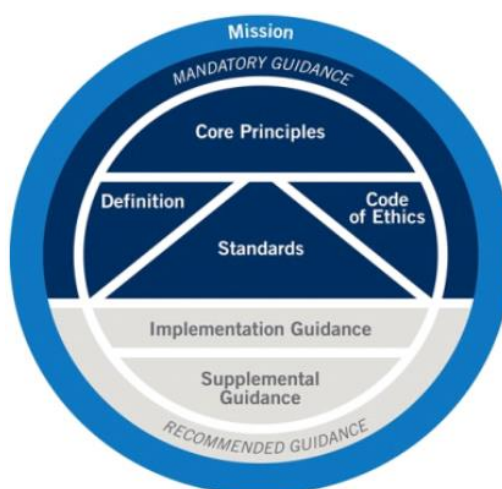 Mission
MANDATORY GUIDANCE
Core Principles
Definition
Code
of Ethics
Standards
Implementation Guidance
Supplemental
Guidance
RECOMMENDED GUIDANCE